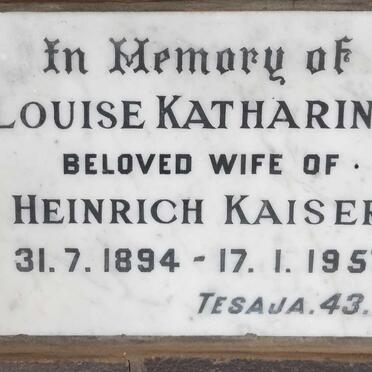 In Memory of
LOUISE KATHARIN
BELOVED WIFE OF .
HEINRICH KAISER
31. 7. 1894 - 17. 1. 195
TESAJA. 43.